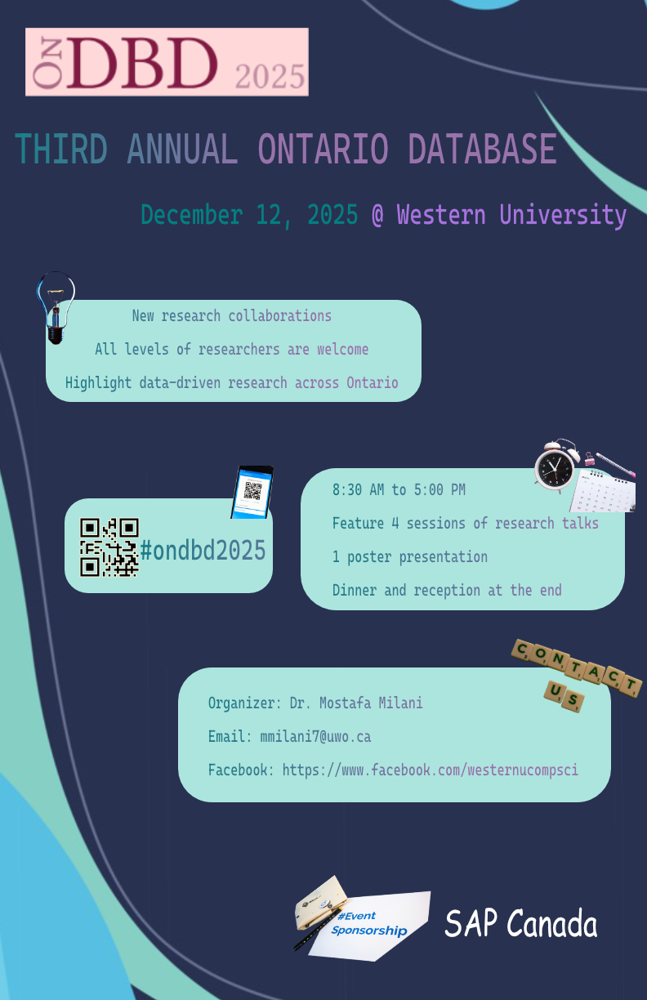 ON DBD 2025
THIRD ANNUAL ONTARIO DATABASE
December 12, 2025 @ Western University
New research collaborations
All levels of researchers are welcome
Highlight data-driven research across Ontario
#ondbd2025
8:30 AM to 5:00 PM
Feature 4 sessions of research talks
1 poster presentation
Dinner and reception at the end
CONTACT
US
Organizer: Dr. Mostafa Milani
Email: mmilani7@uwo.ca
Facebook: https://www.facebook.com/westernucompsci
#Event
Sponsorship
SAP Canada